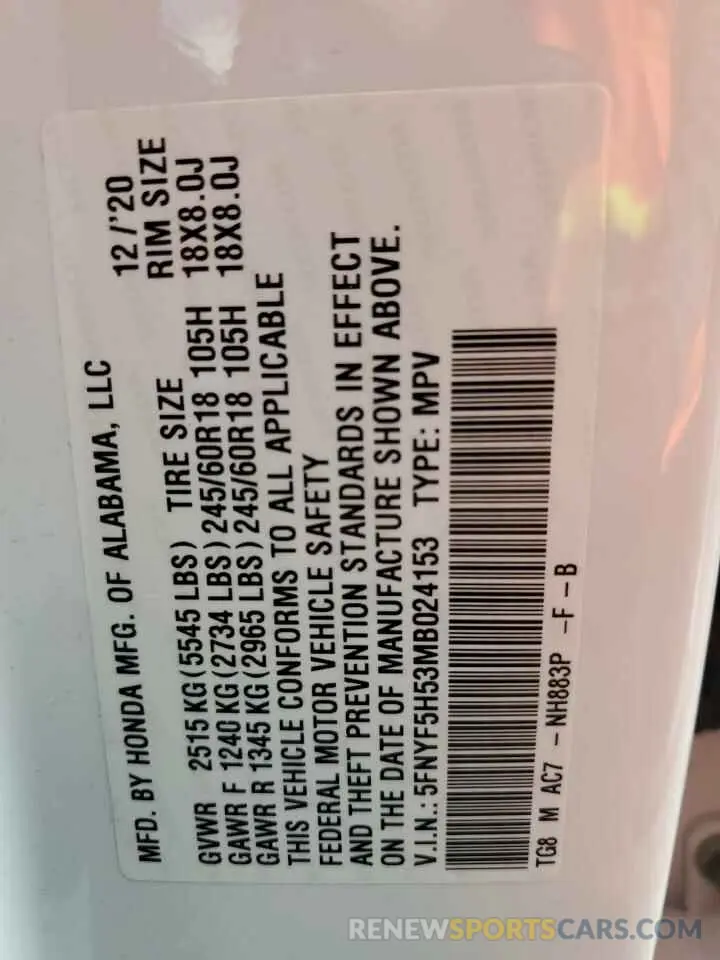 MFD. BY HONDA MFG. OF ALABAMA, LLC 12/'20
GVWR 2515 KG (5545 LBS) TIRE SIZE RIM SIZE
GAWR F 1240 KG (2734 LBS) 245/60R18 105H 18X8.0J
GAWR R 1345 KG (2965 LBS) 245/60R18 105H 18X8.0J
THIS VEHICLE CONFORMS TO ALL APPLICABLE
FEDERAL MOTOR VEHICLE SAFETY
AND THEFT PREVENTION STANDARDS IN EFFECT
ON THE DATE OF MANUFACTURE SHOWN ABOVE.
V.I.N.: 5FNYF5H53MB024153 TYPE: MPV
TG8 M AC7 - NH883P -F-B
RENEWSPORTSCARS.COM